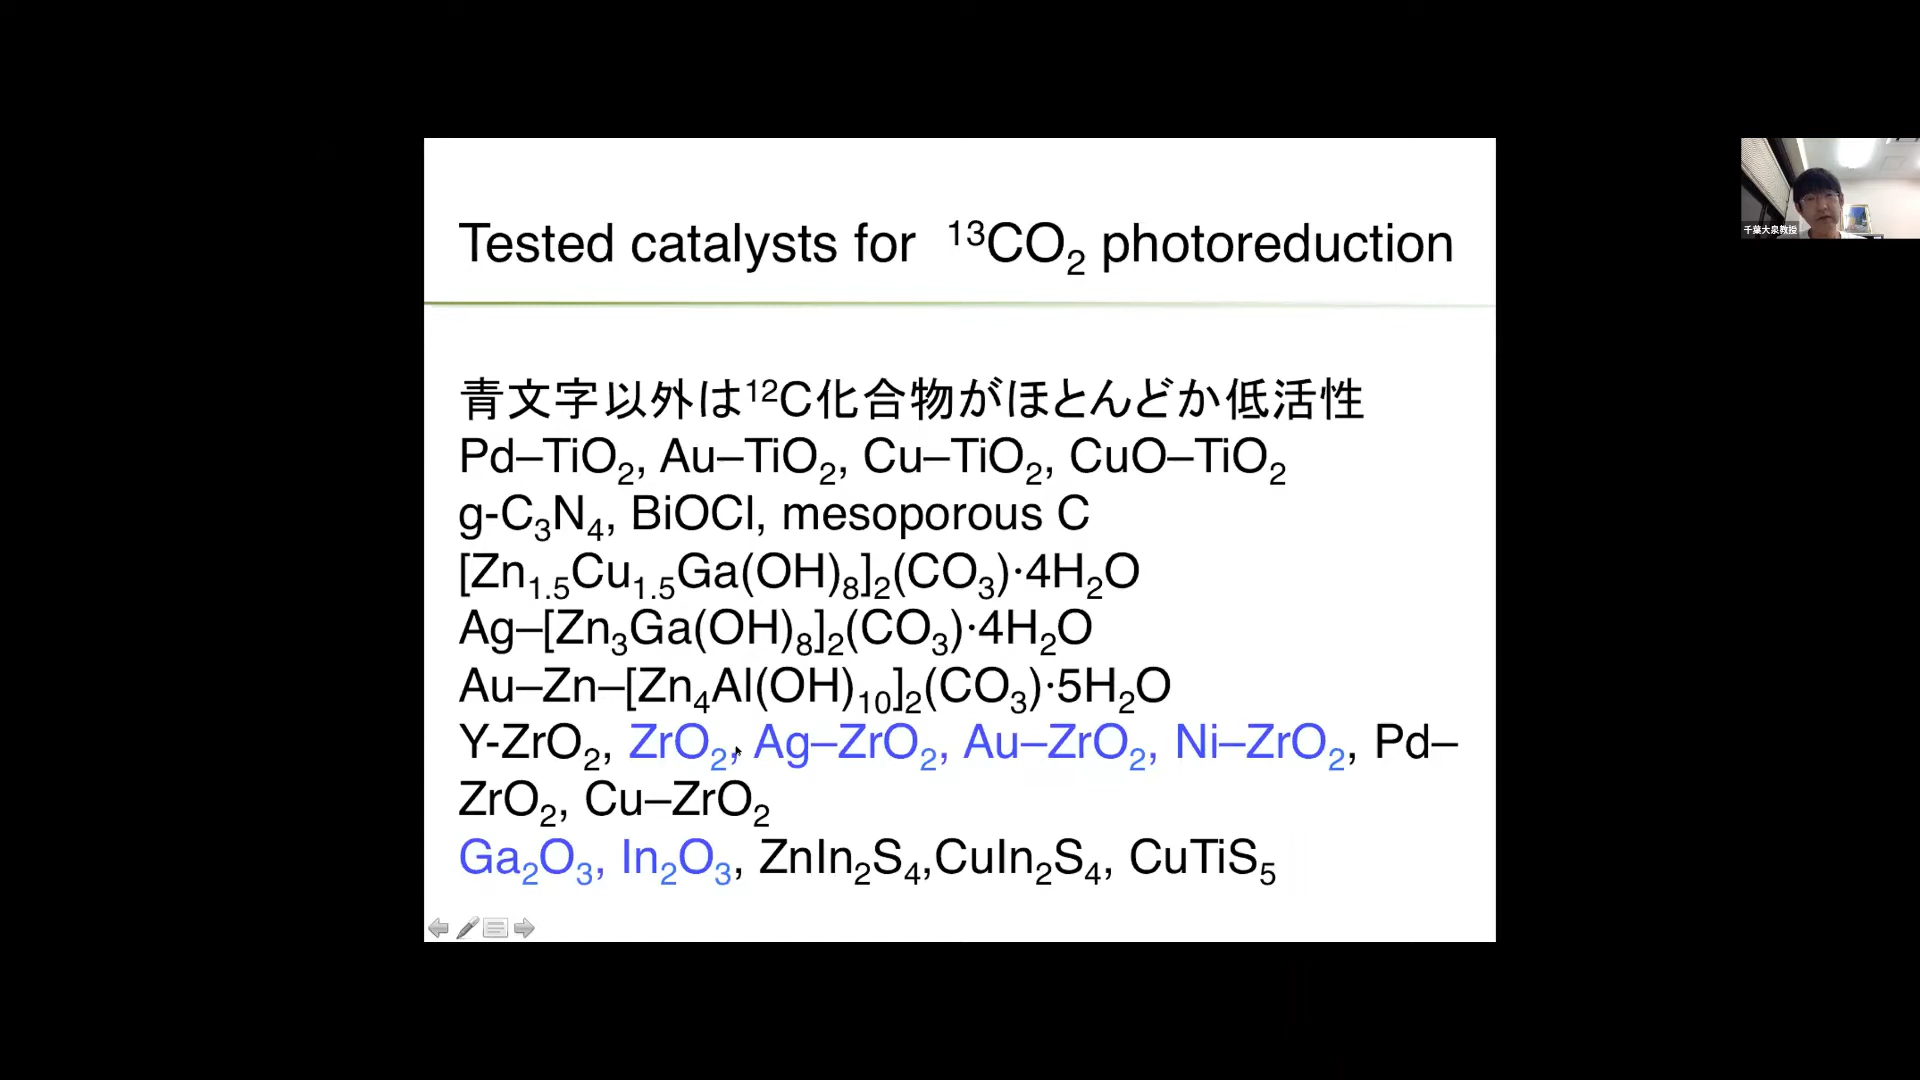 Tested catalysts for ¹³CO₂ photoreduction
千葉大泉教授
青文字以外は¹²C化合物がほとんどか低活性
Pd–TiO₂, Au–TiO₂, Cu–TiO₂, CuO–TiO₂
g-C₃N₄, BiOCl, mesoporous C
[Zn₁.₅Cu₁.₅Ga(OH)₈]₂(CO₃)·4H₂O
Ag–[Zn₃Ga(OH)₈]₂(CO₃)·4H₂O
Au–Zn–[Zn₄Al(OH)₁₀]₂(CO₃)·5H₂O
Y-ZrO₂, ZrO₂, Ag–ZrO₂, Au–ZrO₂, Ni–ZrO₂, Pd–
ZrO₂, Cu–ZrO₂
Ga₂O₃, In₂O₃, ZnIn₂S₄,CuIn₂S₄, CuTiS₅